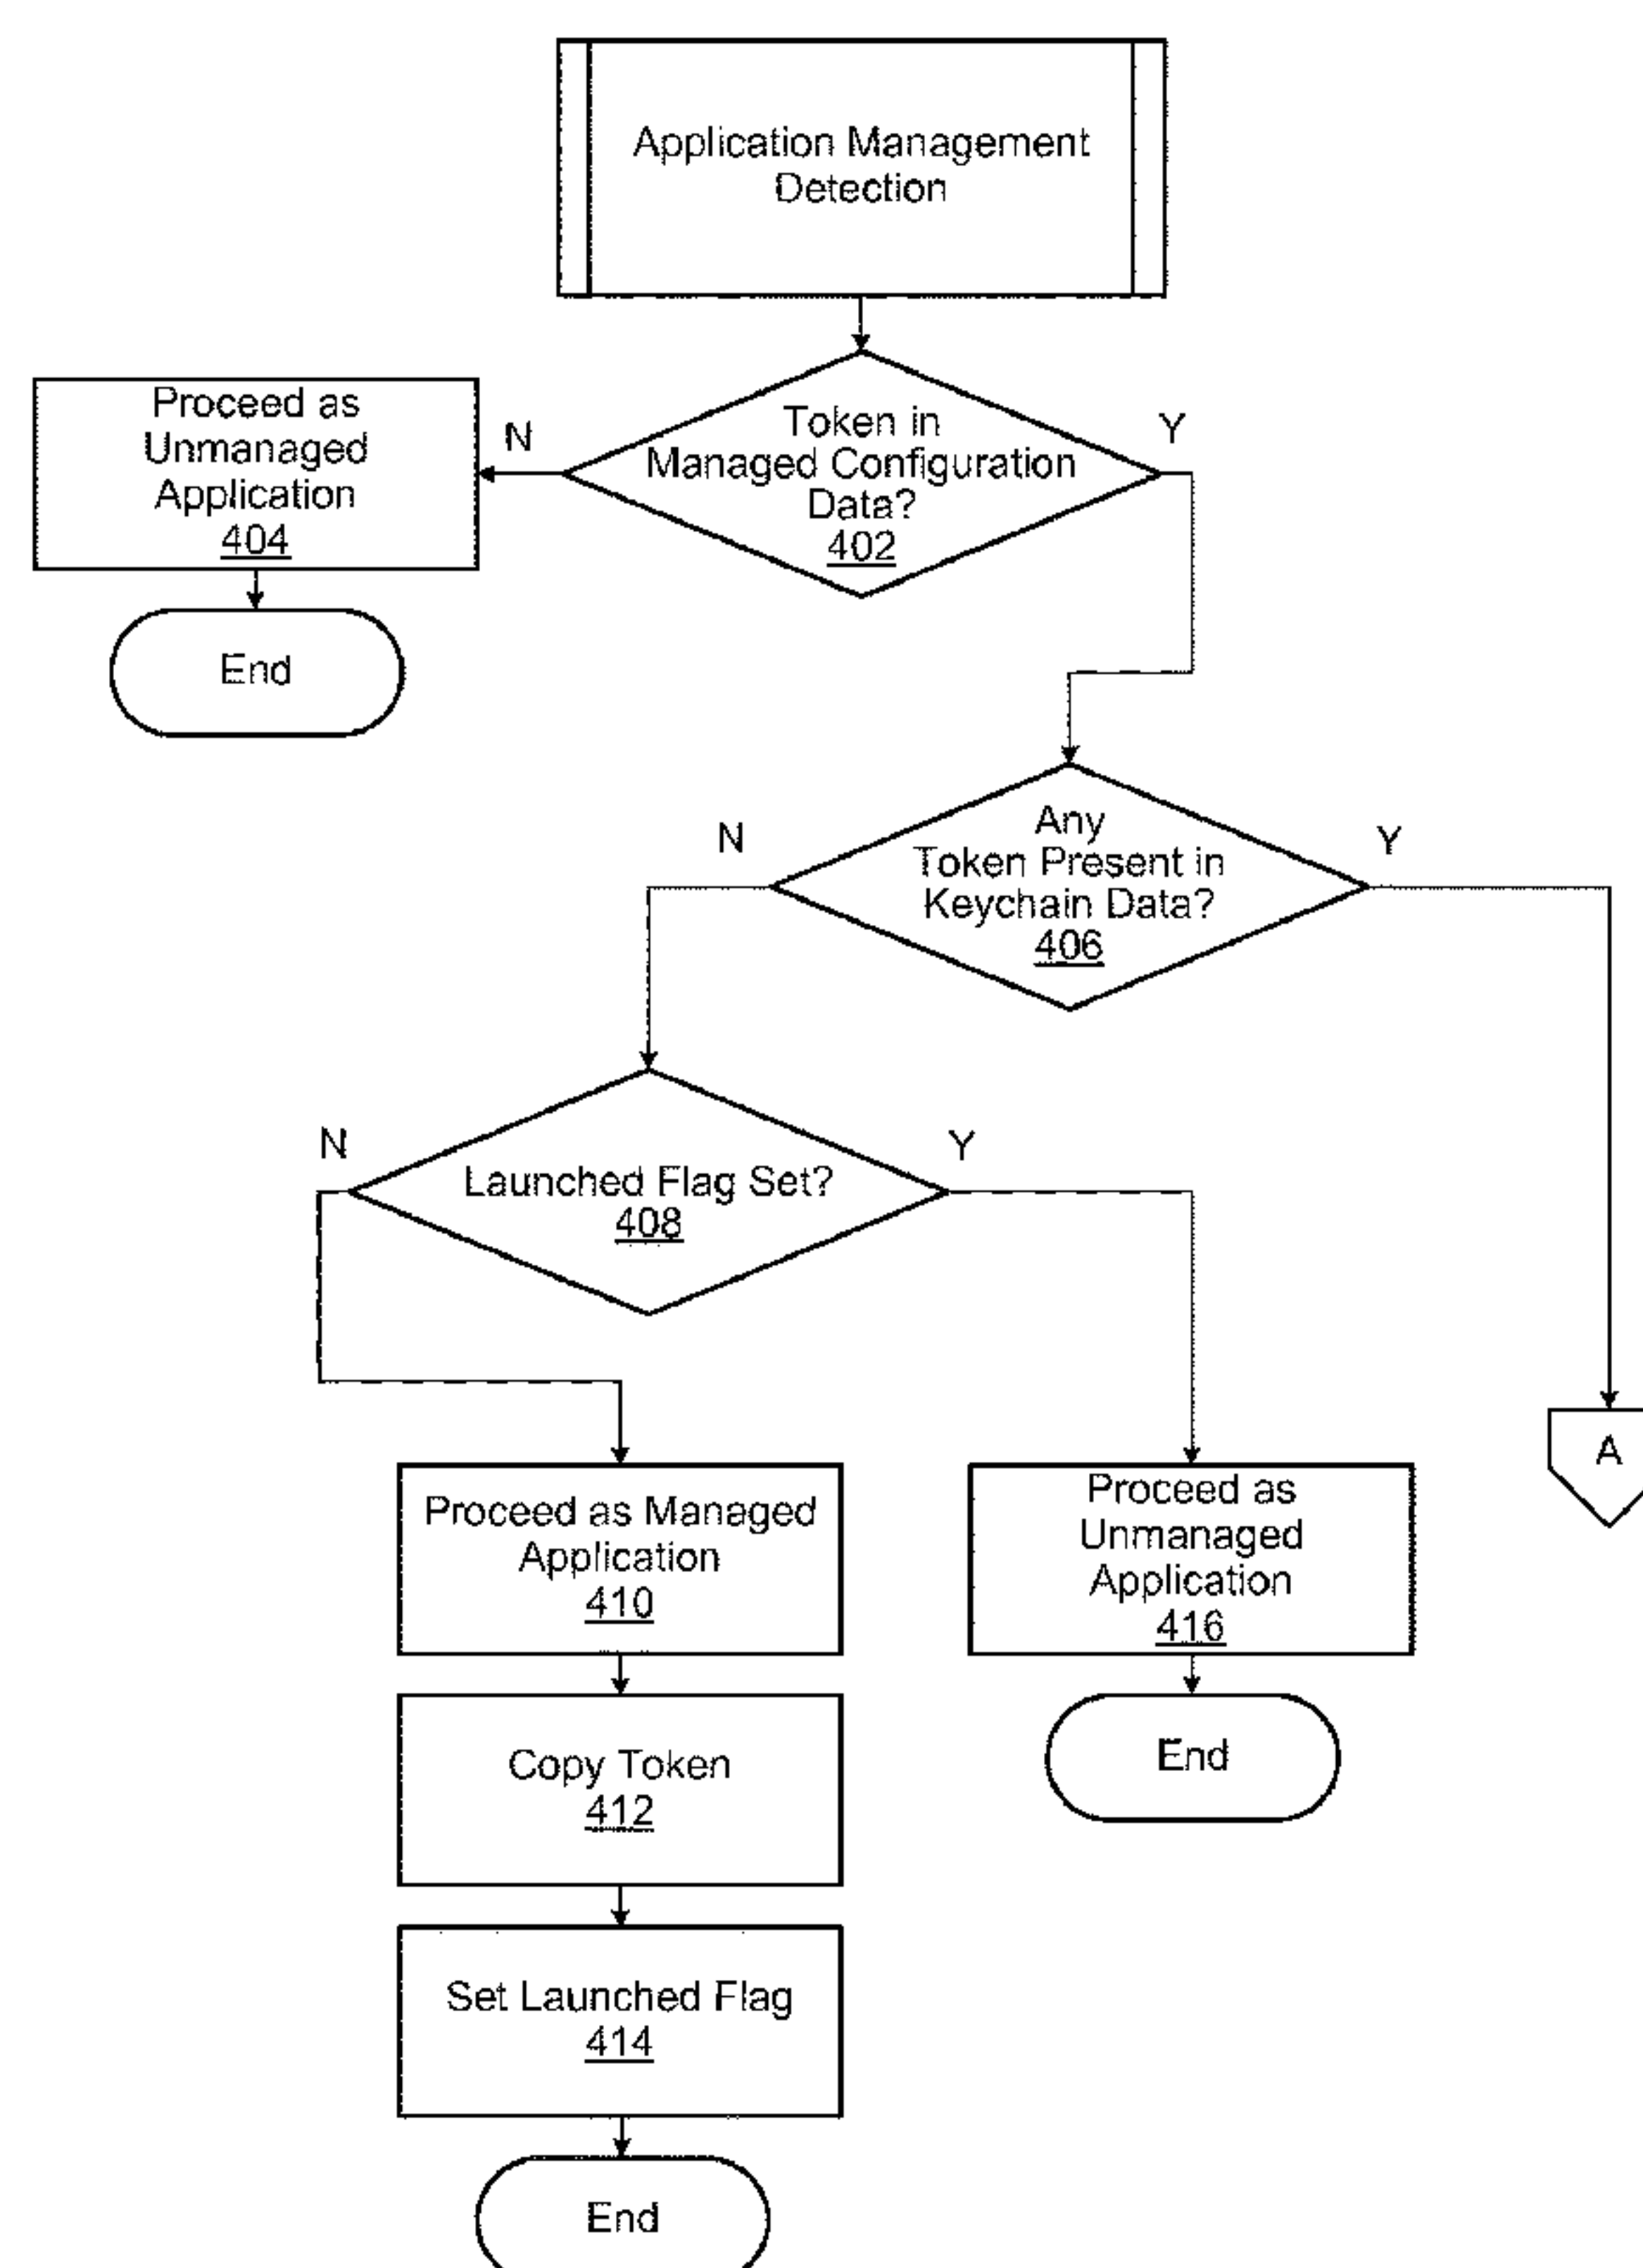 Application Management
Detection
Proceed as
Unmanaged
Application
404
N
Token in
Managed Configuration
Data?
402
Y
End
N
Any
Token Present in
Keychain Data?
406
Y
N
Launched Flag Set?
408
Y
A
Proceed as Managed
Application
410
Proceed as
Unmanaged
Application
416
Copy Token
412
End
Set Launched Flag
414
End